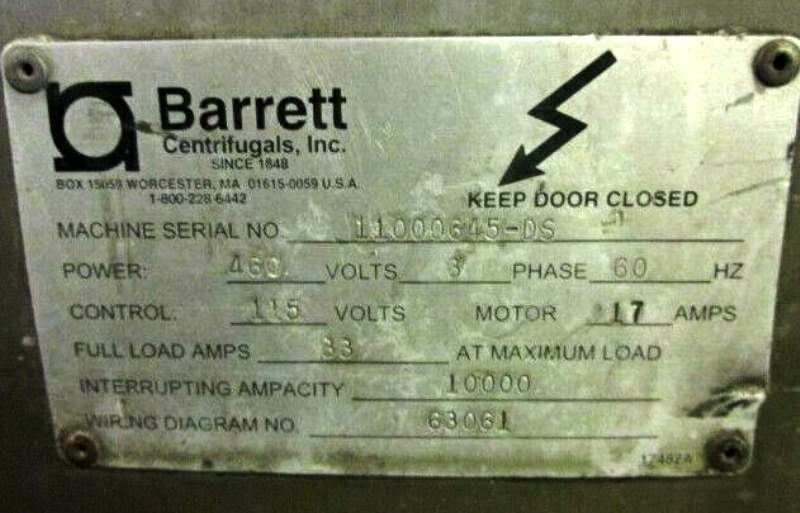 Barrett
Centrifugals, Inc.
SINCE 1848
BOX 15059 WORCESTER, MA 01615-0059 U.S.A.
1-800-228-6442
KEEP DOOR CLOSED
MACHINE SERIAL NO. 11000645-DS
POWER: 460 VOLTS 3 PHASE 60 HZ
CONTROL: 115 VOLTS MOTOR 17 AMPS
FULL LOAD AMPS 33 AT MAXIMUM LOAD
INTERRUPTING AMPACITY 10000
WIRING DIAGRAM NO. 63061
12482A